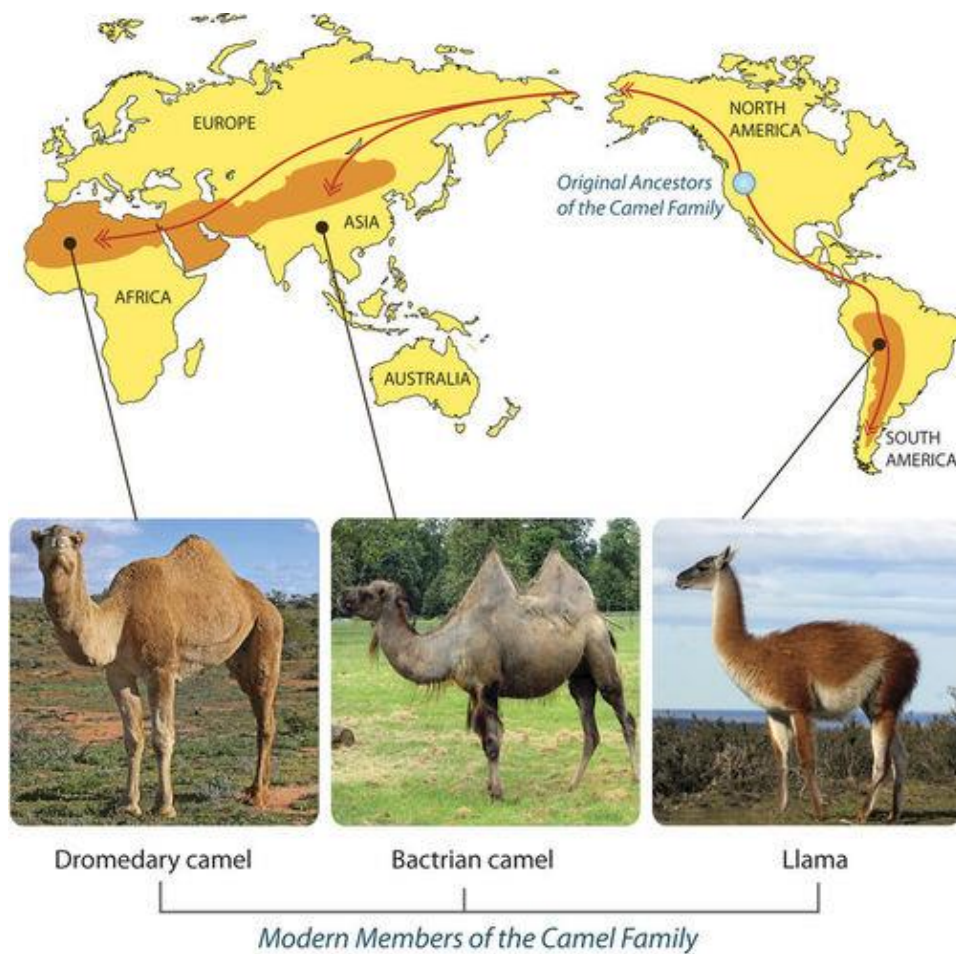 EUROPE
NORTH
AMERICA
Original Ancestors
of the Camel Family
ASIA
AFRICA
AUSTRALIA
SOUTH
AMERICA
Dromedary camel
Bactrian camel
Llama
Modern Members of the Camel Family